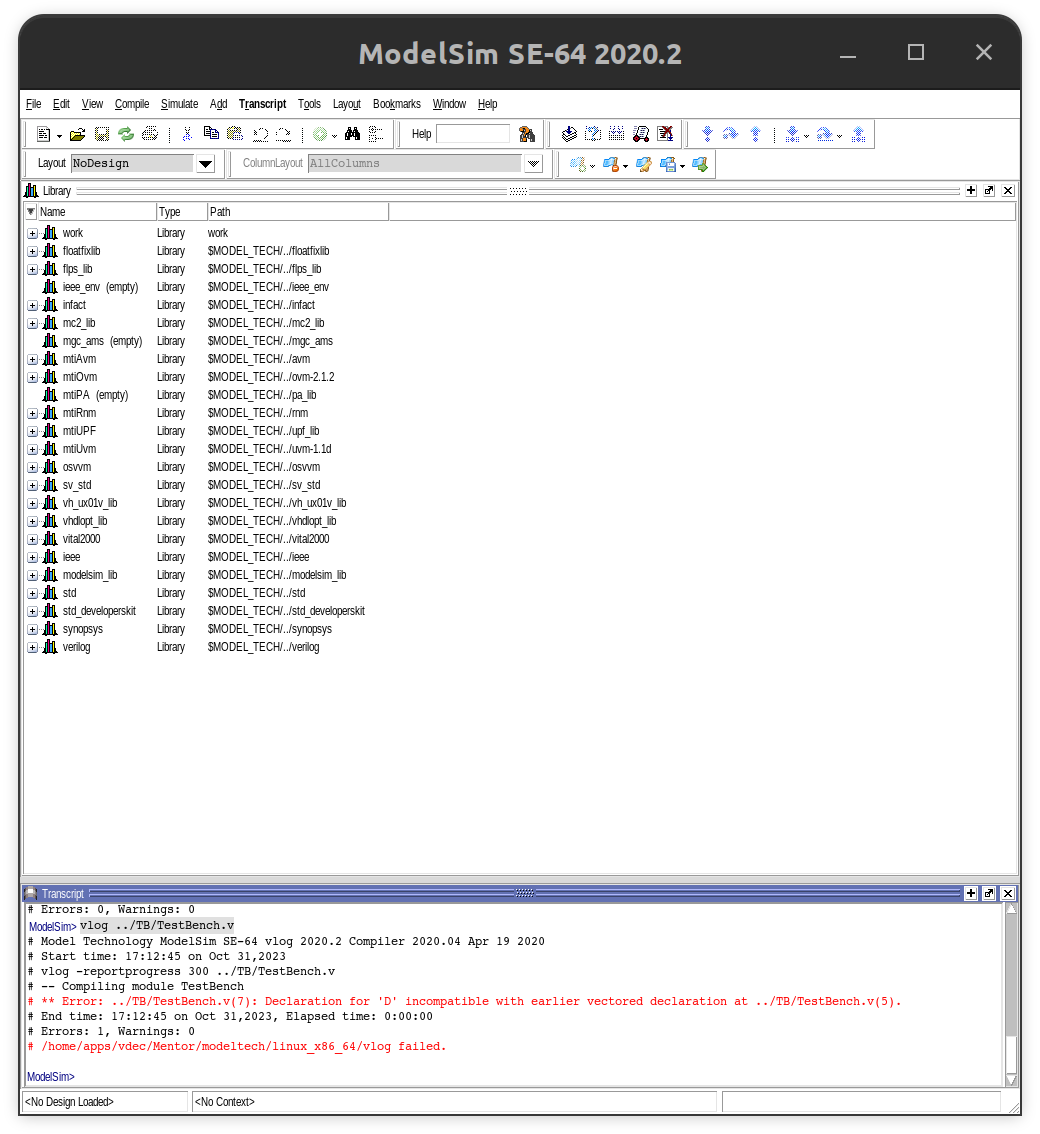 ModelSim SE-64 2020.2
File Edit View Compile Simulate Add Transcript Tools Layout Bookmarks Window Help
Help
Layout NoDesign ColumnLayout AllColumns
Library
Name Type Path
work Library work
floatfixlib Library $MODEL_TECH/../floatfixlib
flps_lib Library $MODEL_TECH/../flps_lib
ieee_env (empty) Library $MODEL_TECH/../ieee_env
infact Library $MODEL_TECH/../infact
mc2_lib Library $MODEL_TECH/../mc2_lib
mgc_ams (empty) Library $MODEL_TECH/../mgc_ams
mtiAvm Library $MODEL_TECH/../avm
mtiOvm Library $MODEL_TECH/../ovm-2.1.2
mtiPA (empty) Library $MODEL_TECH/../pa_lib
mtiRnm Library $MODEL_TECH/../rnm
mtiUPF Library $MODEL_TECH/../upf_lib
mtiUvm Library $MODEL_TECH/../uvm-1.1d
osvvm Library $MODEL_TECH/../osvvm
sv_std Library $MODEL_TECH/../sv_std
vh_ux01v_lib Library $MODEL_TECH/../vh_ux01v_lib
vhdlopt_lib Library $MODEL_TECH/../vhdlopt_lib
vital2000 Library $MODEL_TECH/../vital2000
ieee Library $MODEL_TECH/../ieee
modelsim_lib Library $MODEL_TECH/../modelsim_lib
std Library $MODEL_TECH/../std
std_developerskit Library $MODEL_TECH/../std_developerskit
synopsys Library $MODEL_TECH/../synopsys
verilog Library $MODEL_TECH/../verilog
Transcript
# Errors: 0, Warnings: 0
ModelSim> vlog ../TB/TestBench.v
# Model Technology ModelSim SE-64 vlog 2020.2 Compiler 2020.04 Apr 19 2020
# Start time: 17:12:45 on Oct 31,2023
# vlog -reportprogress 300 ../TB/TestBench.v
# -- Compiling module TestBench
# ** Error: ../TB/TestBench.v(7): Declaration for 'D' incompatible with earlier vectored declaration at ../TB/TestBench.v(5).
# End time: 17:12:45 on Oct 31,2023, Elapsed time: 0:00:00
# Errors: 1, Warnings: 0
# /home/apps/vdec/Mentor/modeltech/linux_x86_64/vlog failed.
ModelSim>
<No Design Loaded> <No Context>